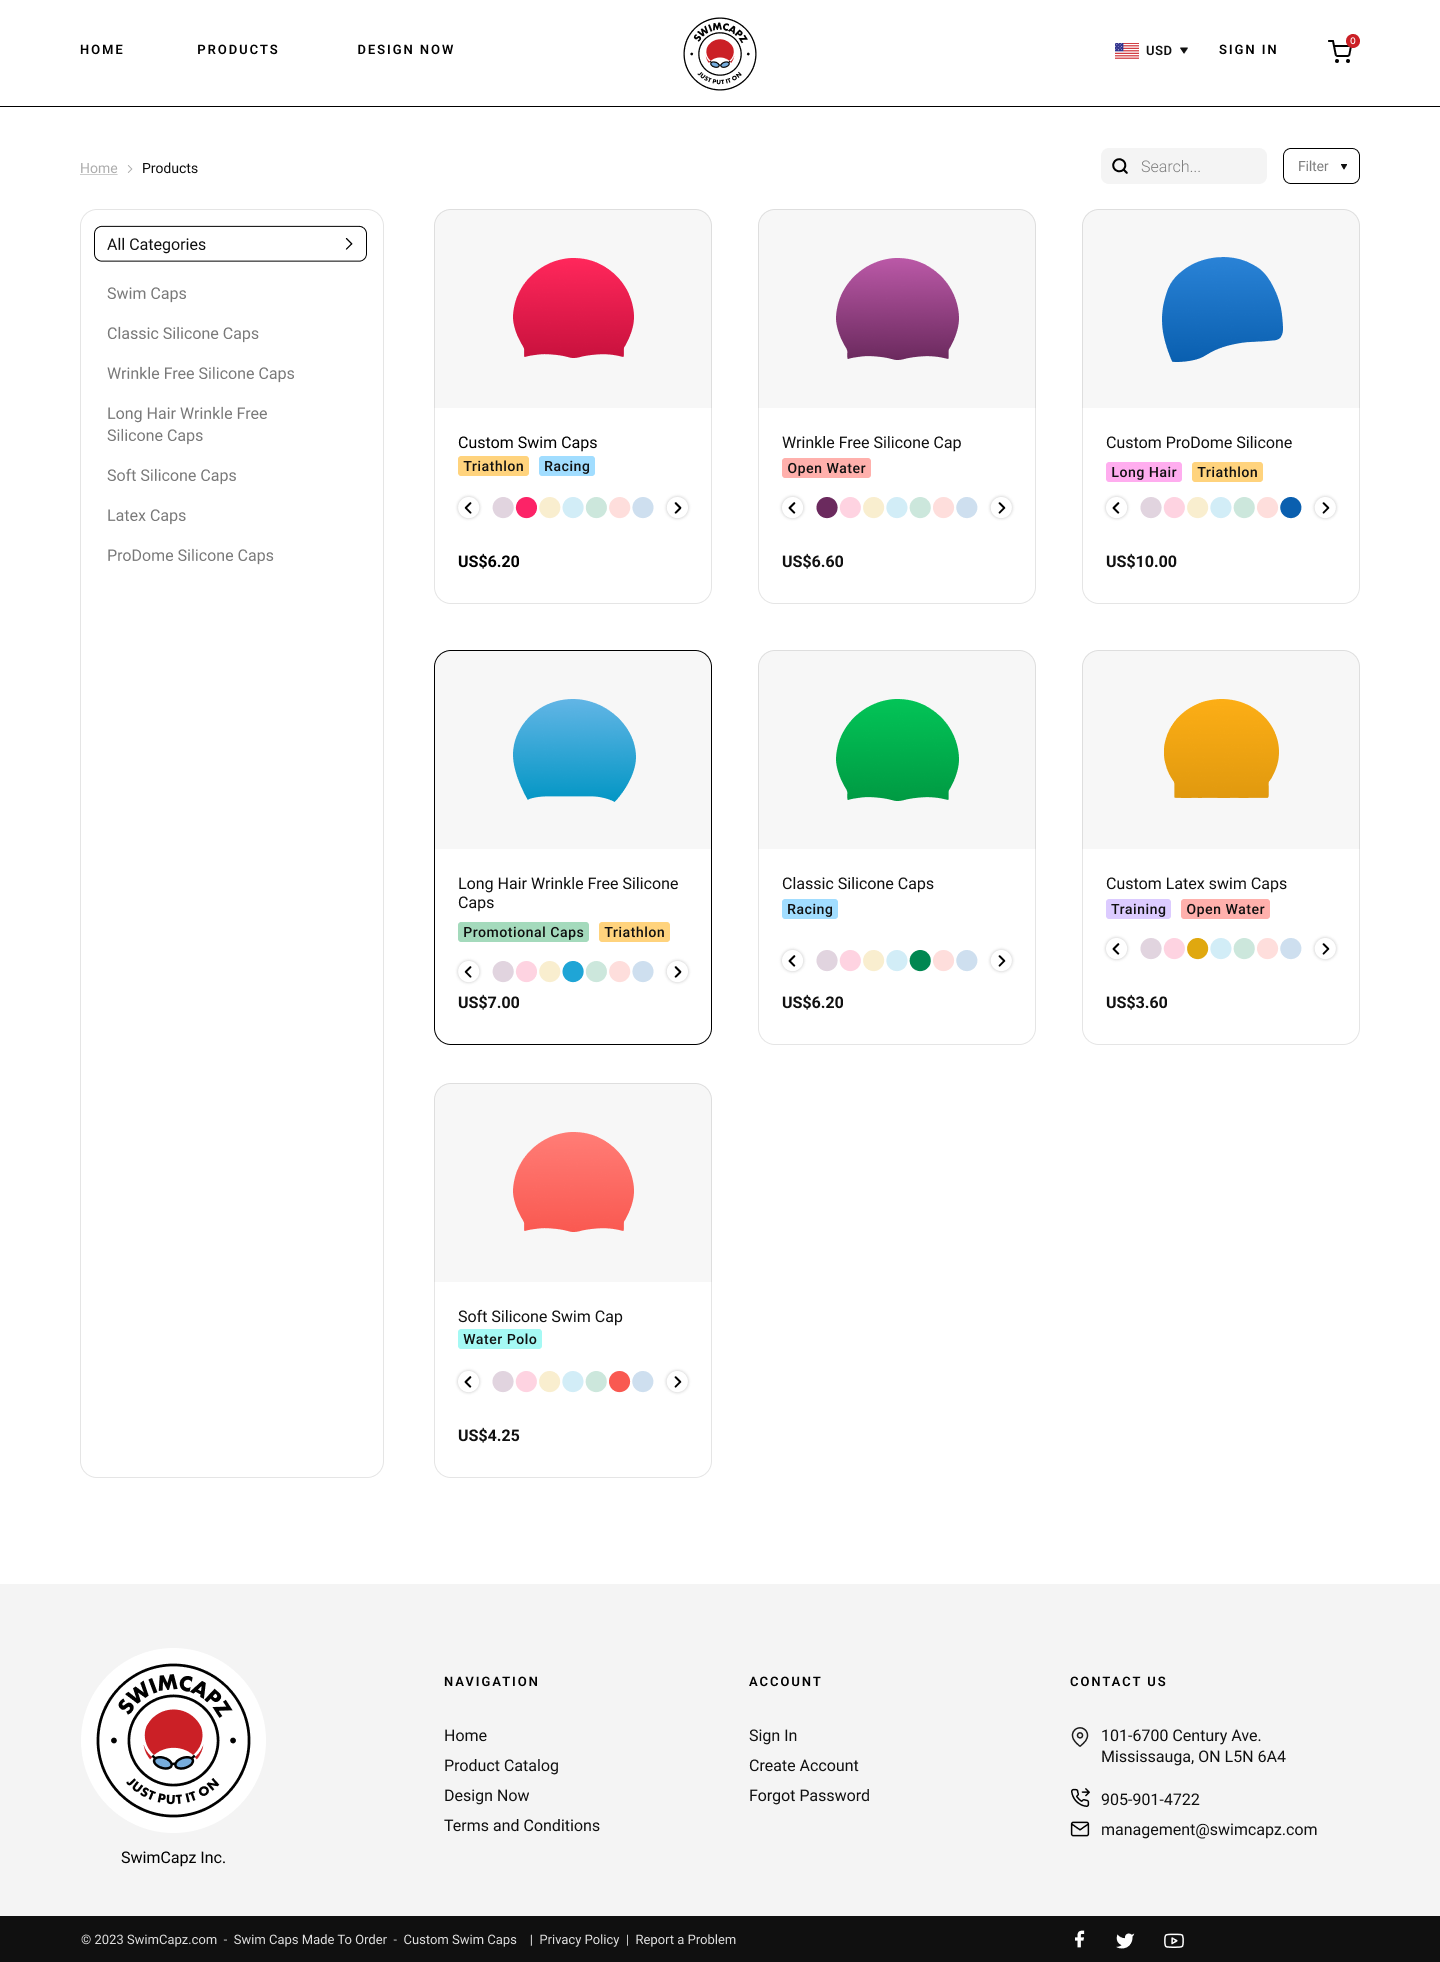 HOME
PRODUCTS
DESIGN NOW
SWIMCAPZ
JUST PUT IT ON
USD
SIGN IN
0
Home
Products
Search...
Filter
All Categories
Swim Caps
Classic Silicone Caps
Wrinkle Free Silicone Caps
Long Hair Wrinkle Free
Silicone Caps
Soft Silicone Caps
Latex Caps
ProDome Silicone Caps
Custom Swim Caps
Triathlon Racing
US$6.20
Wrinkle Free Silicone Cap
Open Water
US$6.60
Custom ProDome Silicone
Long Hair Triathlon
US$10.00
Long Hair Wrinkle Free Silicone
Caps
Promotional Caps Triathlon
US$7.00
Classic Silicone Caps
Racing
US$6.20
Custom Latex swim Caps
Training Open Water
US$3.60
Soft Silicone Swim Cap
Water Polo
US$4.25
SWIMCAPZ
JUST PUT IT ON
SwimCapz Inc.
NAVIGATION
Home
Product Catalog
Design Now
Terms and Conditions
ACCOUNT
Sign In
Create Account
Forgot Password
CONTACT US
101-6700 Century Ave.
Mississauga, ON L5N 6A4
905-901-4722
management@swimcapz.com
© 2023 SwimCapz.com - Swim Caps Made To Order - Custom Swim Caps | Privacy Policy | Report a Problem